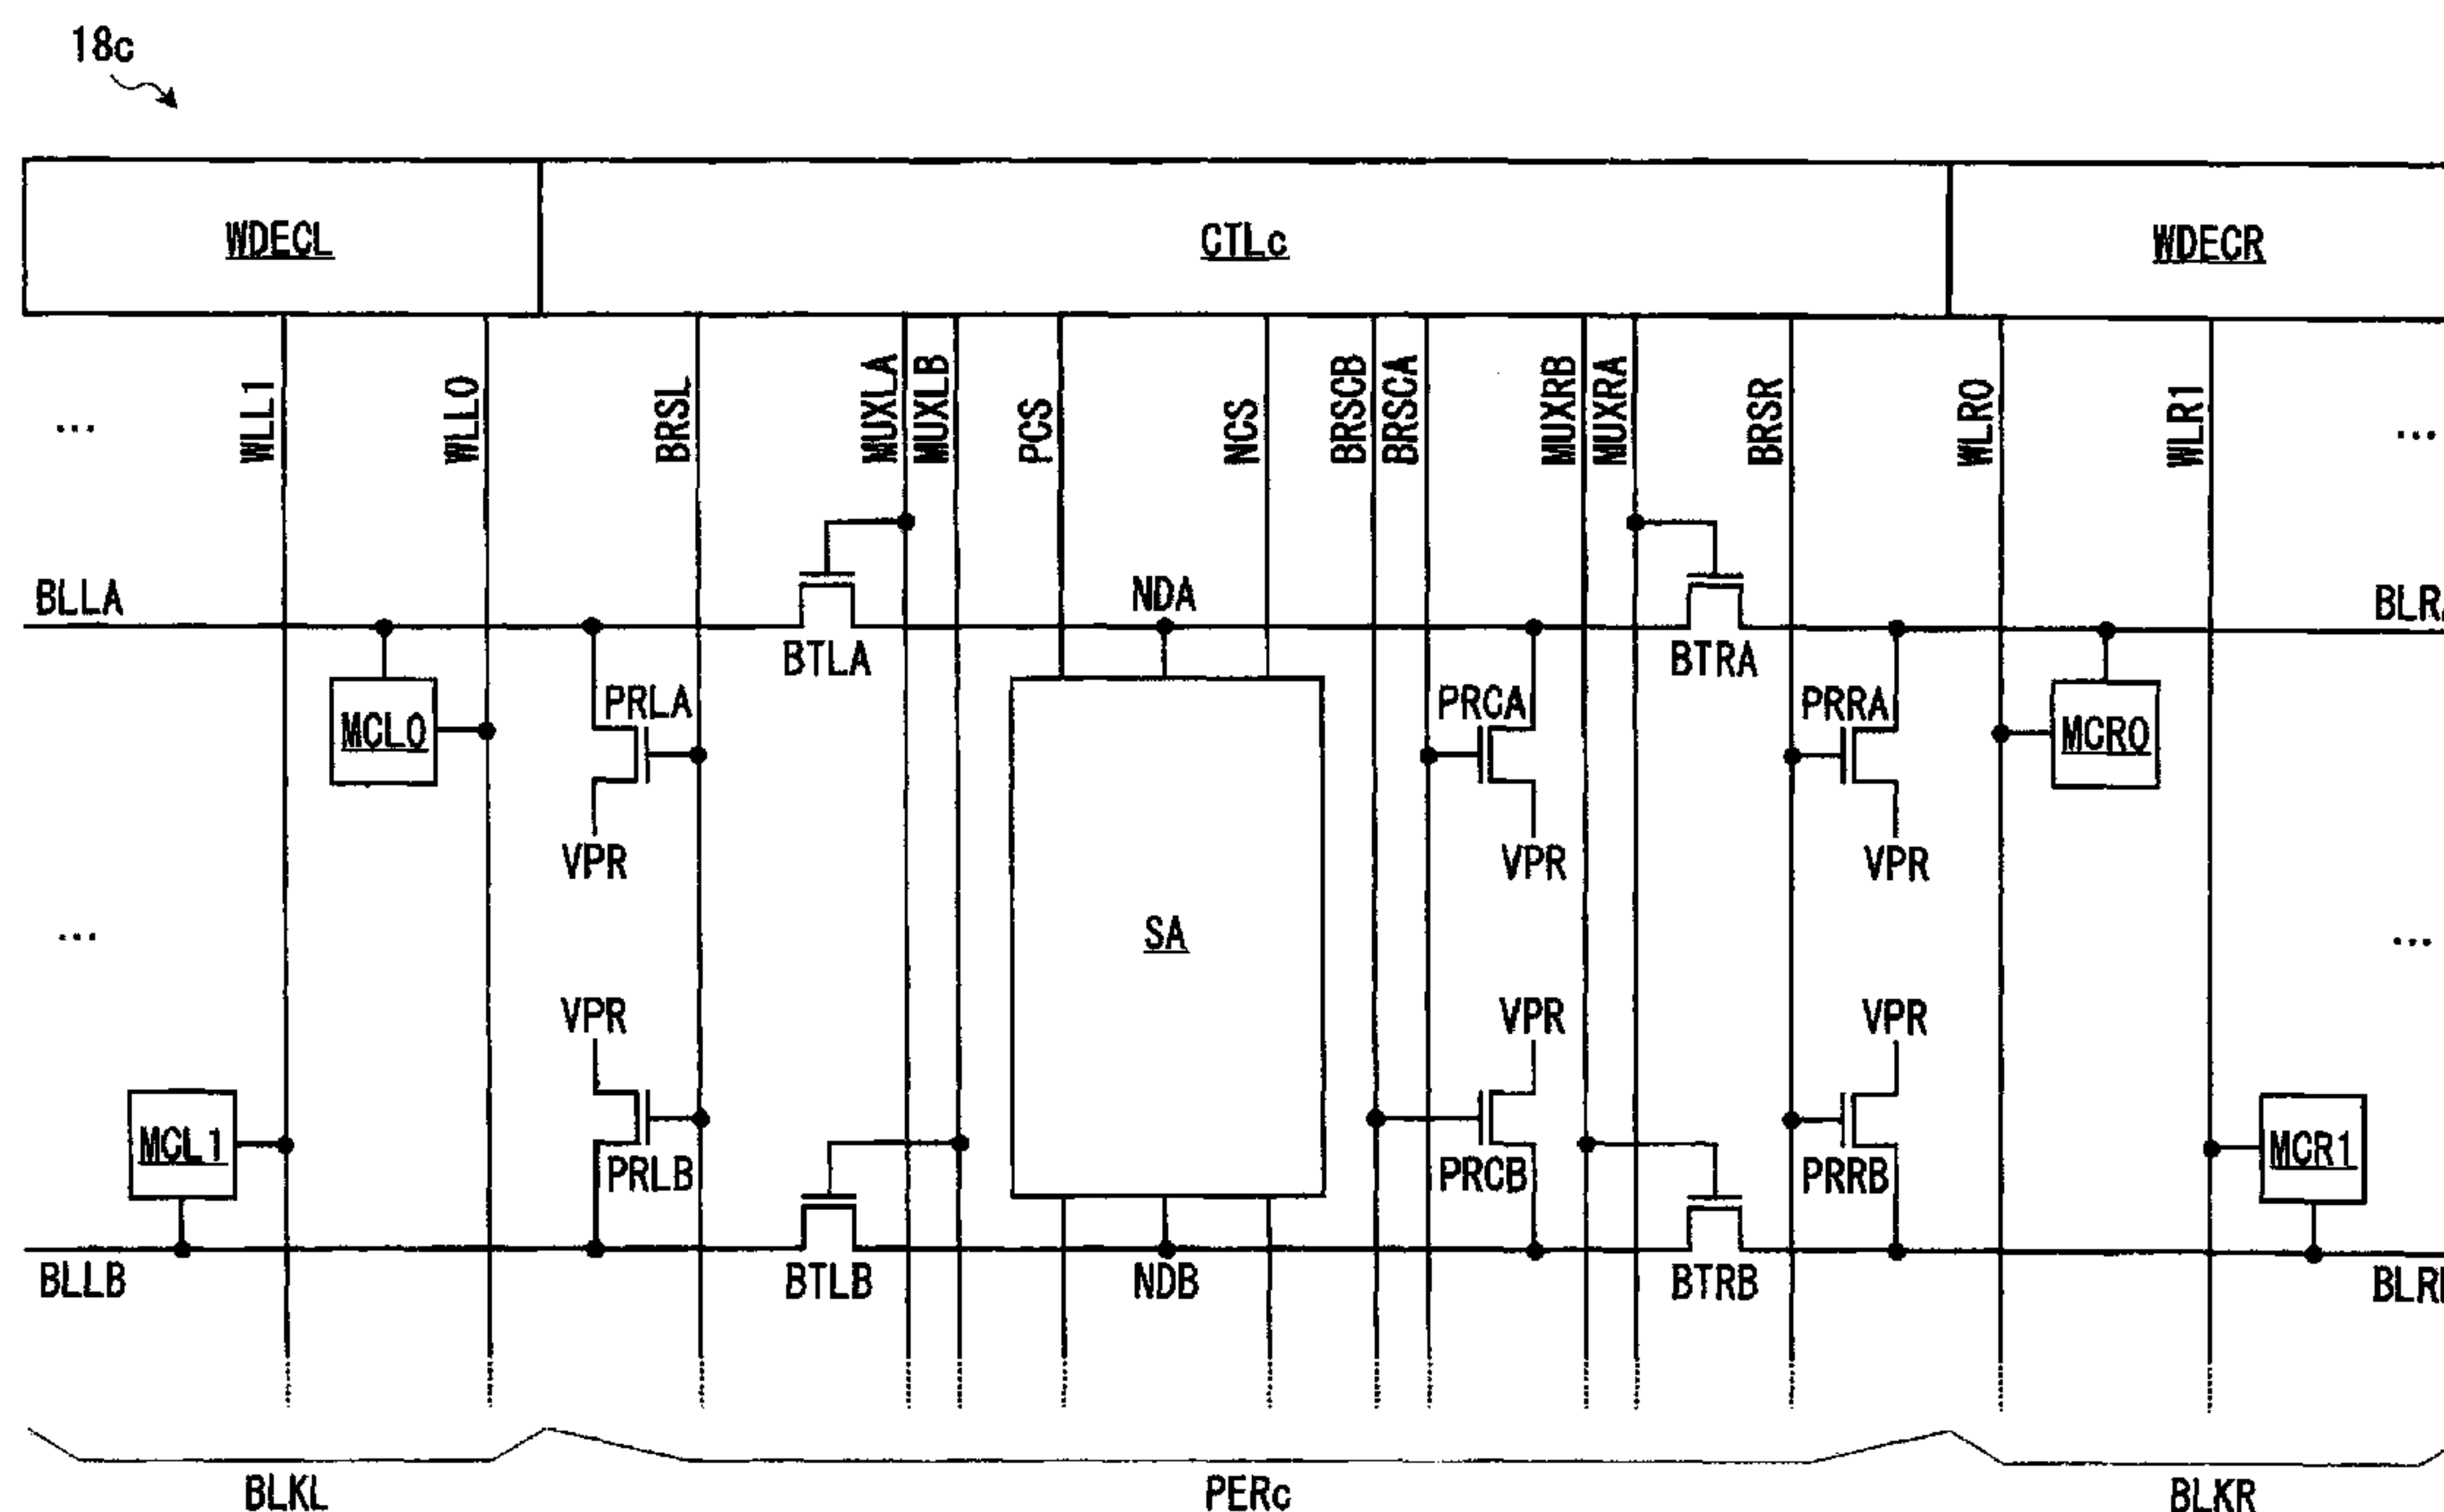 18c
WDECL CTLc WDECR
WLL1 WLL0 BRSL MUXLA MUXLB PCS NCS BRSCB BRSCA MUXRB MUXRA BRSR WLR0 WLR1
... ...
BLLA NDA
BTLA BTRA
MCL0 PRLA PRCA PRRA MCR0
VPR VPR VPR
... SA ...
VPR VPR VPR
MCL1 PRLB PRCB PRRB MCR1
BLLB BTLB NDB BTRB
BLKL PERc BLKR